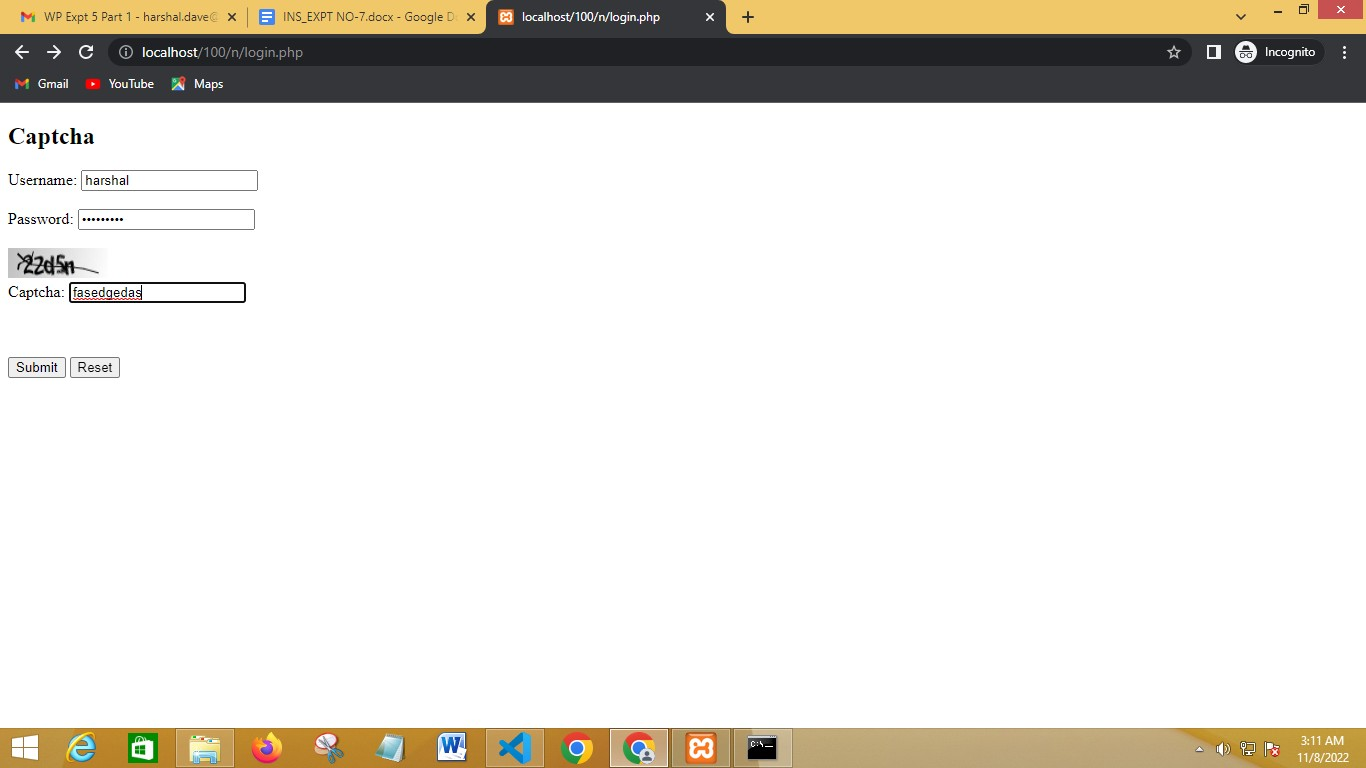 WP Expt 5 Part 1 - harshal.dave@
INS_EXPT NO-7.docx - Google D
localhost/100/n/login.php
localhost/100/n/login.php
Incognito
Gmail
YouTube
Maps
Captcha
Username: harshal
Password: •••••••••
Captcha: fasedgedas
Submit Reset
3:11 AM
11/8/2022